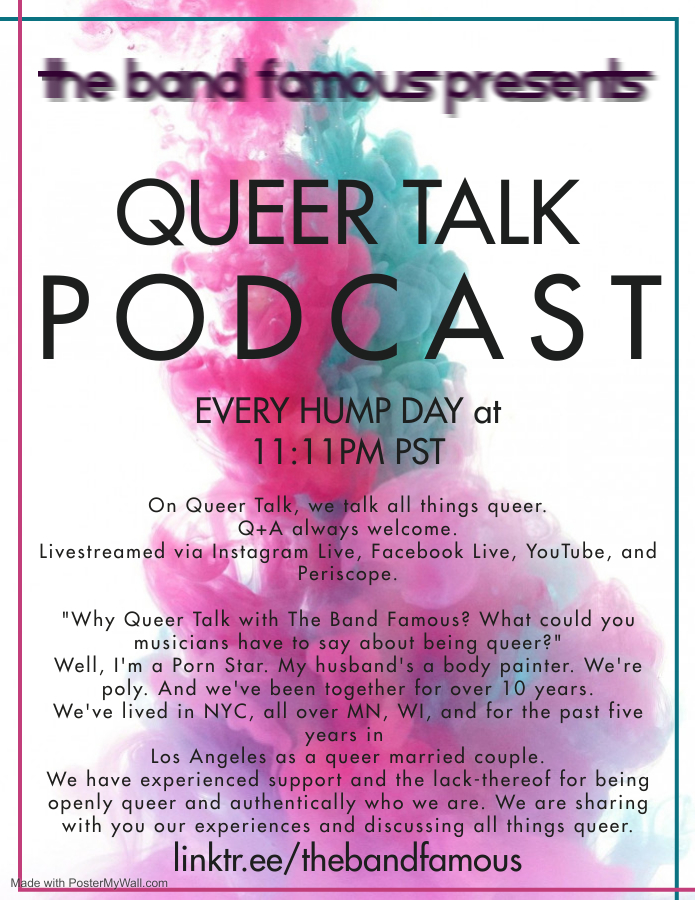 the band famous presents
QUEER TALK
PODCAST
EVERY HUMP DAY at
11:11PM PST
On Queer Talk, we talk all things queer.
Q+A always welcome.
Livestreamed via Instagram Live, Facebook Live, YouTube, and
Periscope.
"Why Queer Talk with The Band Famous? What could you
musicians have to say about being queer?"
Well, I'm a Porn Star. My husband's a body painter. We're
poly. And we've been together for over 10 years.
We've lived in NYC, all over MN, WI, and for the past five
years in
Los Angeles as a queer married couple.
We have experienced support and the lack-thereof for being
openly queer and authentically who we are. We are sharing
with you our experiences and discussing all things queer.
linktr.ee/thebandfamous
Made with PosterMyWall.com